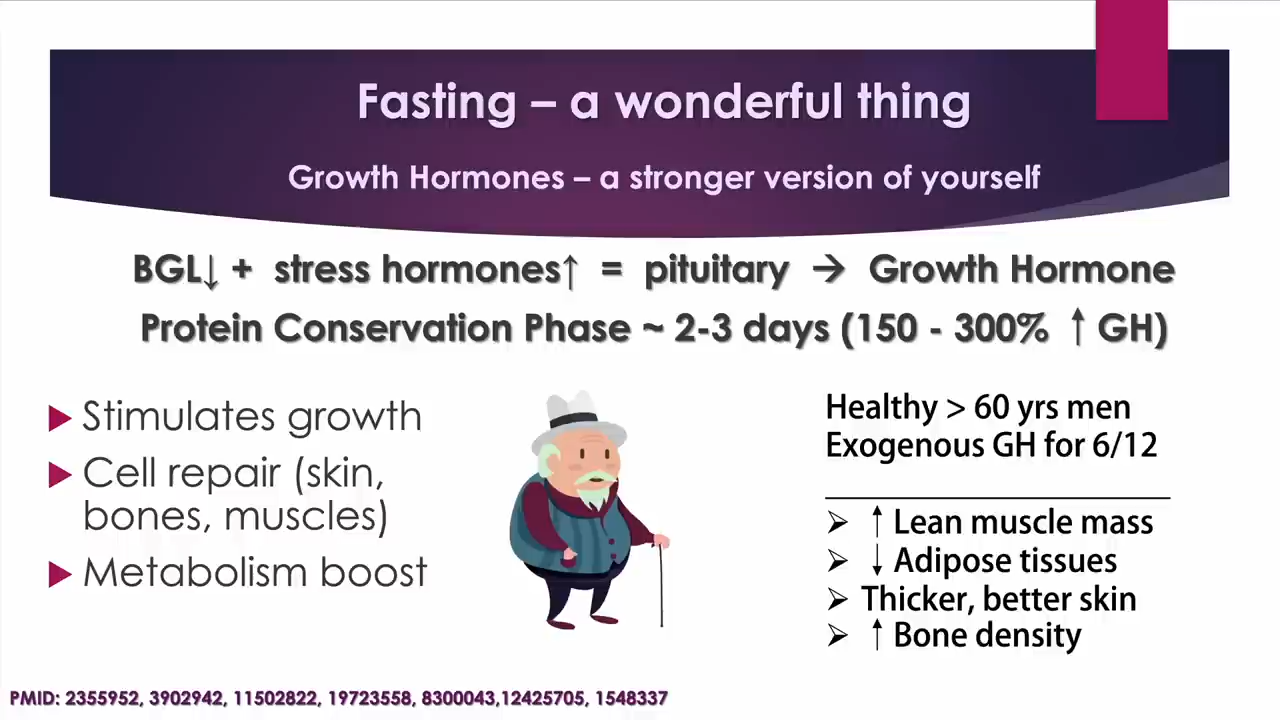 Fasting – a wonderful thing
Growth Hormones – a stronger version of yourself
BGL↓ + stress hormones↑ = pituitary → Growth Hormone
Protein Conservation Phase ~ 2-3 days (150 - 300% ↑ GH)
Stimulates growth
Cell repair (skin,
bones, muscles)
Metabolism boost
Healthy > 60 yrs men
Exogenous GH for 6/12
↑ Lean muscle mass
↓ Adipose tissues
Thicker, better skin
↑ Bone density
PMID: 2355952, 3902942, 11502822, 19723558, 8300043,12425705, 1548337